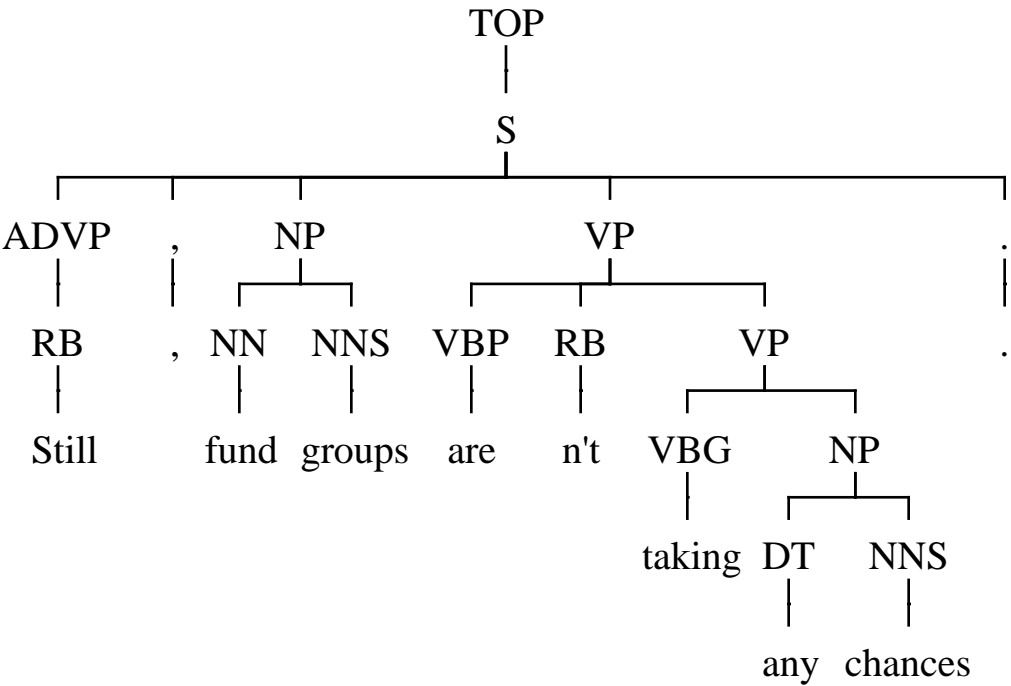 TOP
S
ADVP , NP VP .
RB , NN NNS VBP RB VP .
Still fund groups are n't VBG NP
taking DT NNS
any chances